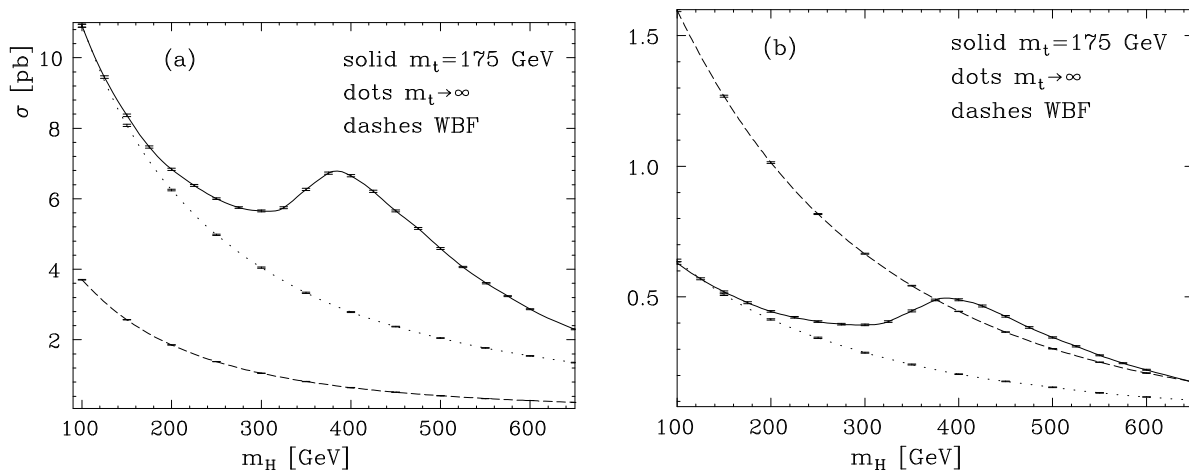 (a)
solid m_t=175 GeV
dots m_t→∞
dashes WBF
σ [pb]
10
8
6
4
2
100 200 300 400 500 600
m_H [GeV]
(b)
solid m_t=175 GeV
dots m_t→∞
dashes WBF
1.5
1.0
0.5
100 200 300 400 500 600
m_H [GeV]